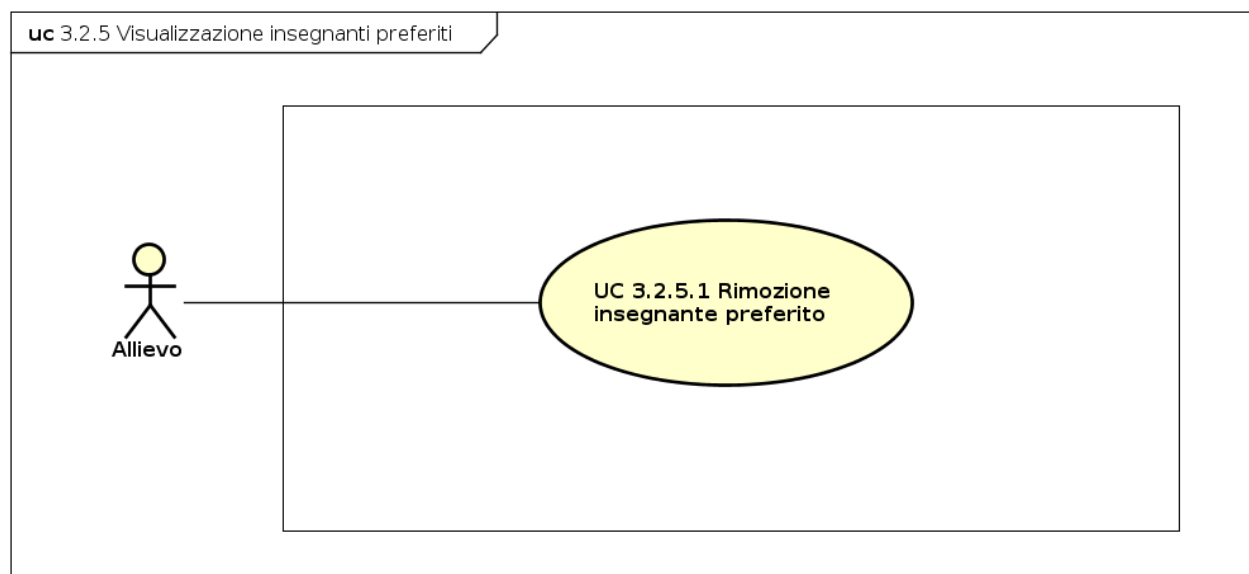 uc 3.2.5 Visualizzazione insegnanti preferiti
UC 3.2.5.1 Rimozione
insegnante preferito
Allievo